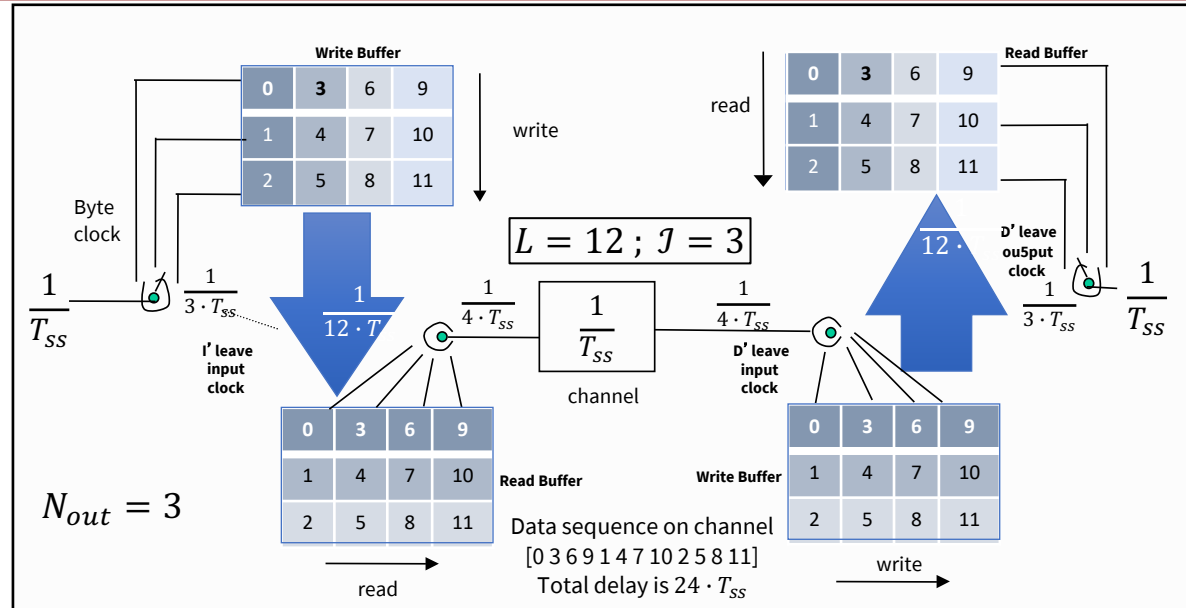 Write Buffer
0 3 6 9
1 4 7 10
2 5 8 11
write
Byte
clock
1/T_ss
1/(3 · T_ss)
I' leave
input
clock
1/(12 · T
L = 12 ; 𝒥 = 3
read
Read Buffer
0 3 6 9
1 4 7 10
2 5 8 11
12 ·
D' leave
ou5put
clock
1/(3 · T_ss)
1/T_ss
1/(4 · T_ss)
1/T_ss
channel
1/(4 · T_ss)
D' leave
input
clock
0 3 6 9
1 4 7 10
2 5 8 11
Read Buffer
read
N_out = 3
Data sequence on channel
[0 3 6 9 1 4 7 10 2 5 8 11]
Total delay is 24 · T_ss
Write Buffer
0 3 6 9
1 4 7 10
2 5 8 11
write